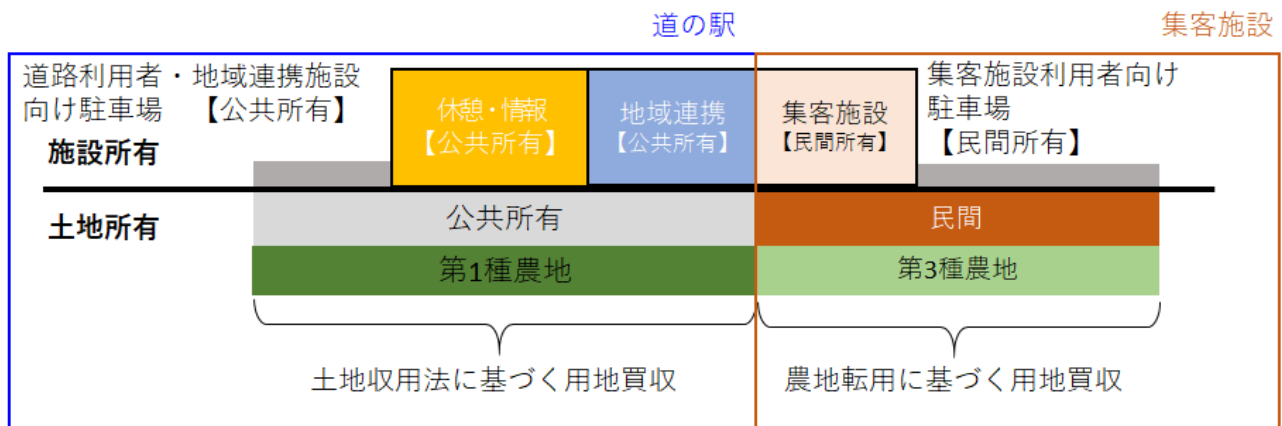 道の駅
集客施設
道路利用者・地域連携施設
向け駐車場　【公共所有】
休憩・情報
【公共所有】
地域連携
【公共所有】
集客施設
【民間所有】
集客施設利用者向け
駐車場
【民間所有】
施設所有
土地所有
公共所有
民間
第1種農地
第3種農地
土地収用法に基づく用地買収
農地転用に基づく用地買収